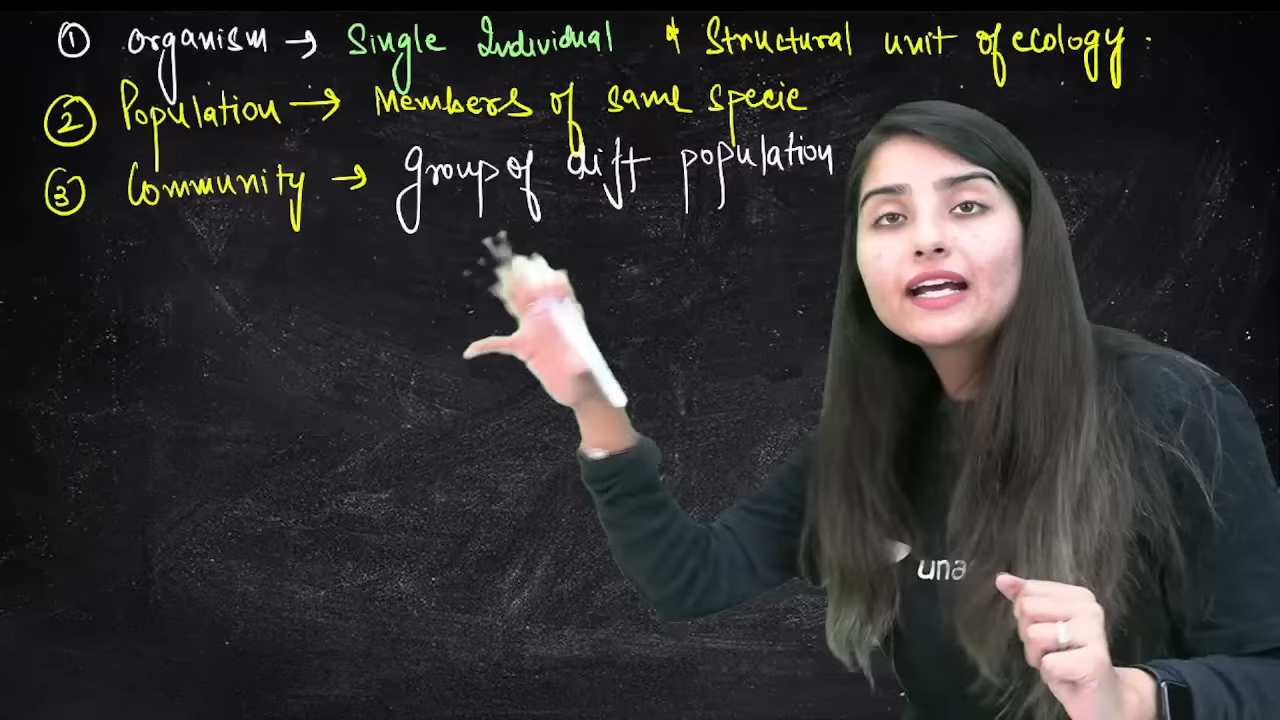 ① organism → Single Individual & Structural unit of ecology.
② Population → Members of same specie
③ Community → group of diff population
una